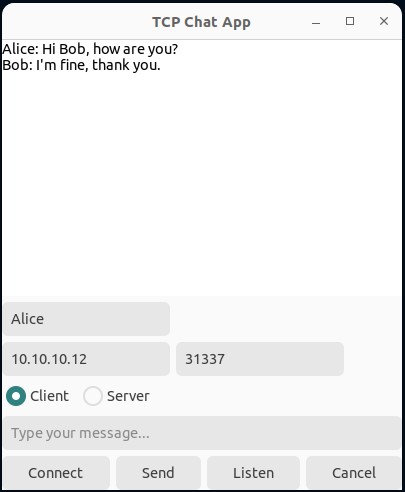 TCP Chat App
Alice: Hi Bob, how are you?
Bob: I'm fine, thank you.
Alice
10.10.10.12 31337
Client Server
Type your message...
Connect Send Listen Cancel